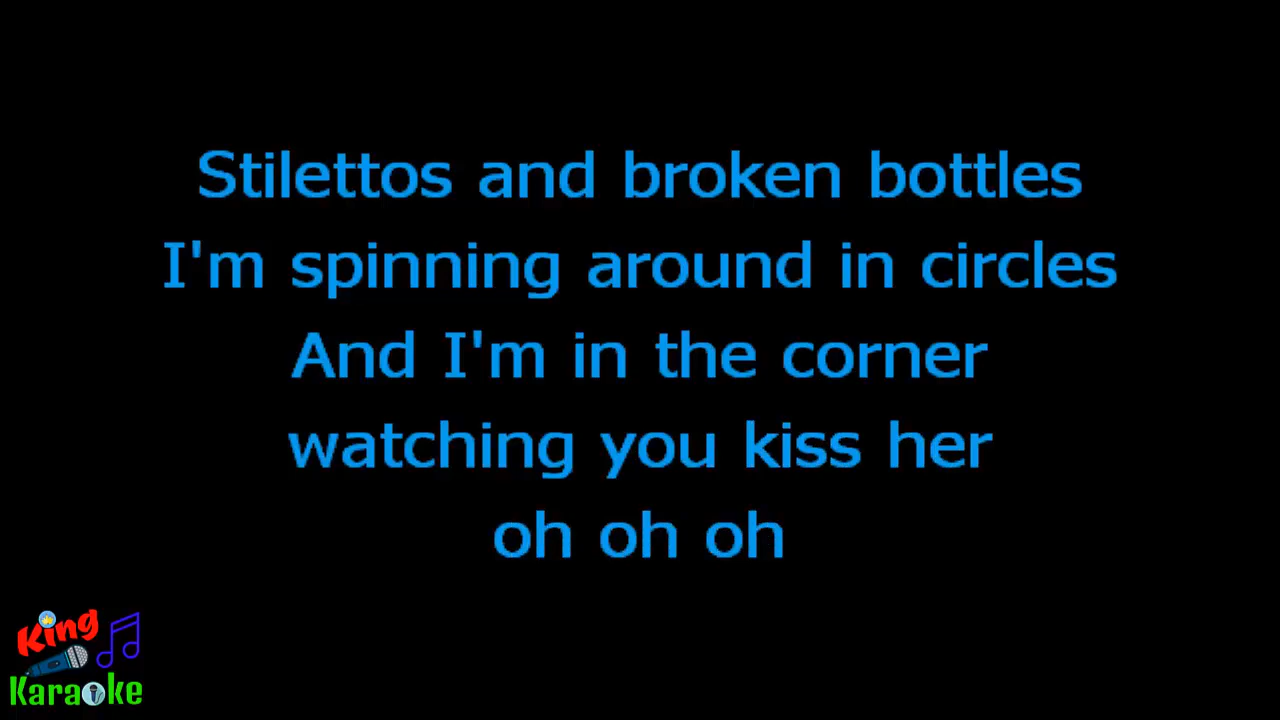 Stilettos and broken bottles
I'm spinning around in circles
And I'm in the corner
watching you kiss her
oh oh oh
King
Karaoke